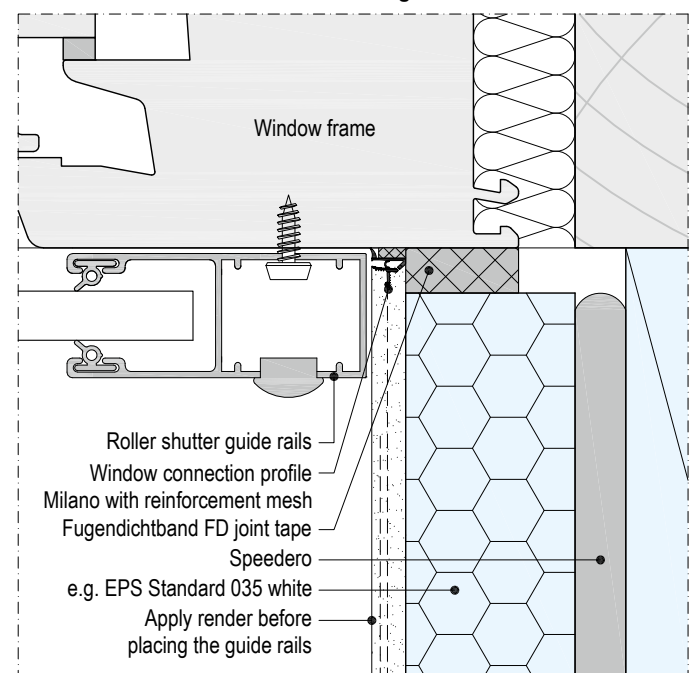 Window frame
Roller shutter guide rails
Window connection profile
Milano with reinforcement mesh
Fugendichtband FD joint tape
Speedero
e.g. EPS Standard 035 white
Apply render before
placing the guide rails